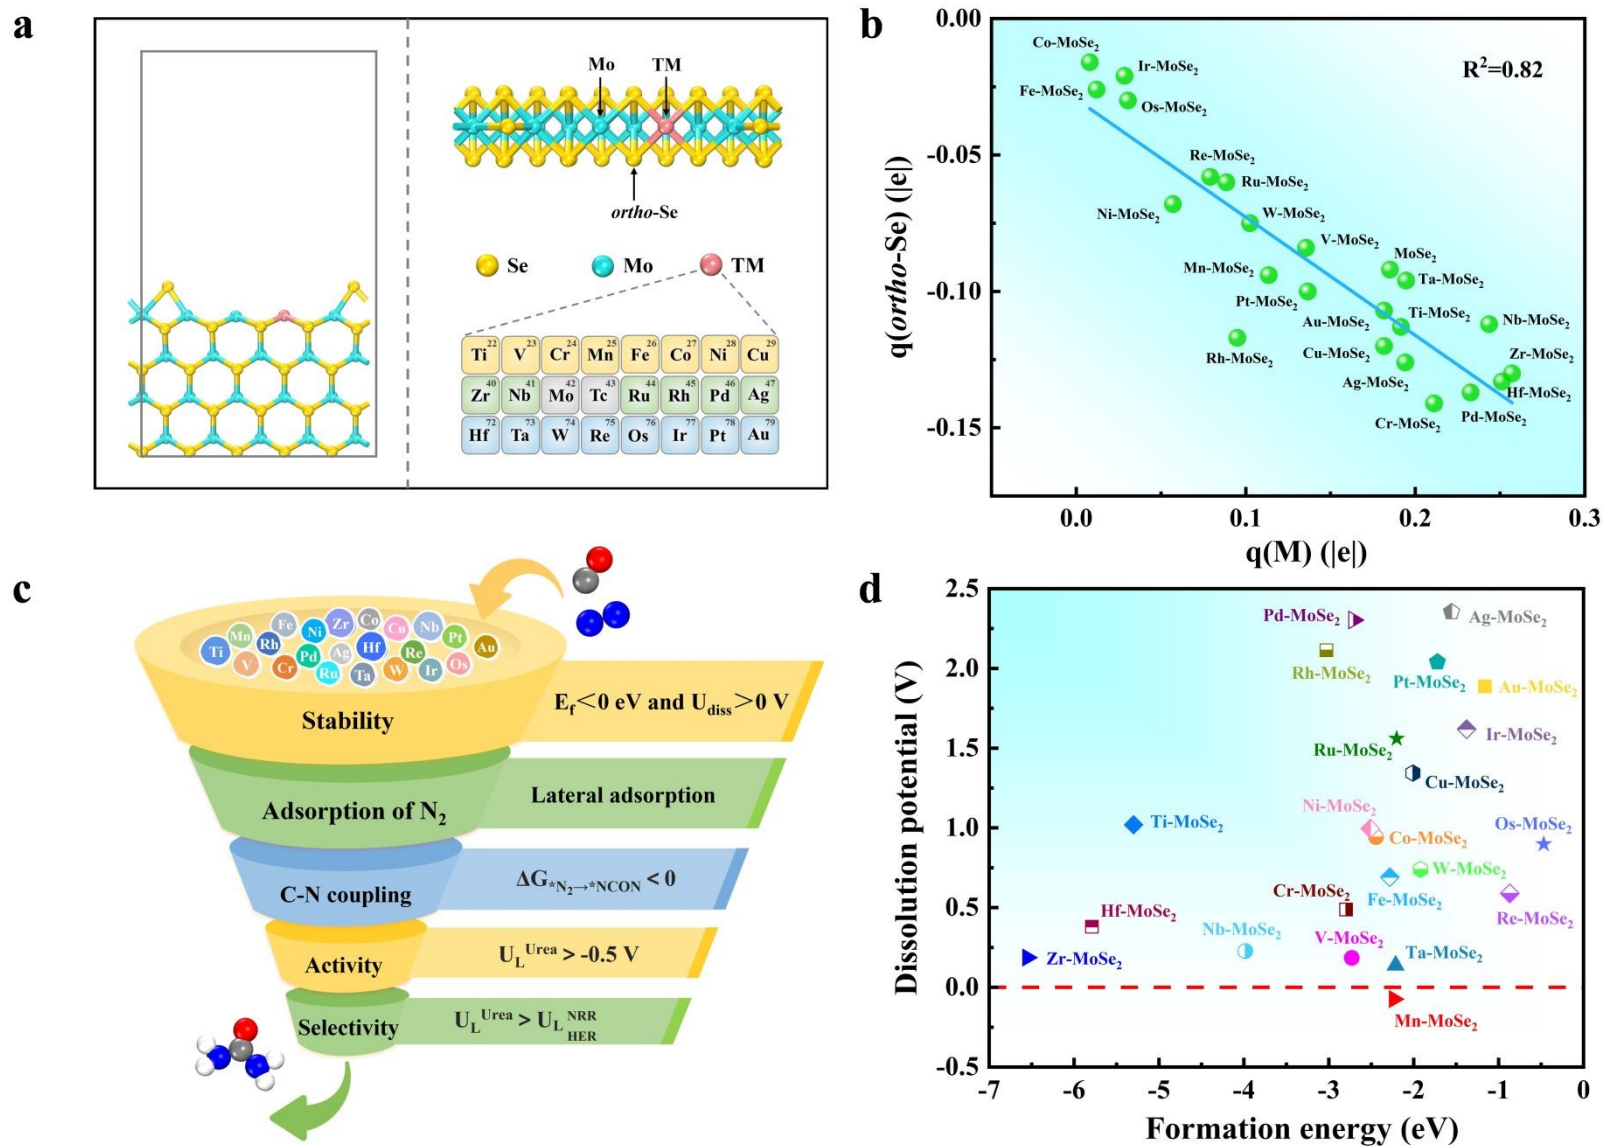 a
Mo TM
ortho-Se
Se Mo TM
22 23 24 25 26 27 28 29
Ti V Cr Mn Fe Co Ni Cu
40 41 42 43 44 45 46 47
Zr Nb Mo Tc Ru Rh Pd Ag
72 73 74 75 76 77 78 79
Hf Ta W Re Os Ir Pt Au
b
0.00
-0.05
-0.10
-0.15
q(ortho-Se) (|e|)
R²=0.82
Co-MoSe₂
Ir-MoSe₂
Fe-MoSe₂
Os-MoSe₂
Re-MoSe₂
Ru-MoSe₂
Ni-MoSe₂
W-MoSe₂
V-MoSe₂
MoSe₂
Mn-MoSe₂
Ta-MoSe₂
Pt-MoSe₂
Au-MoSe₂
Ti-MoSe₂
Nb-MoSe₂
Rh-MoSe₂
Cu-MoSe₂
Zr-MoSe₂
Ag-MoSe₂
Hf-MoSe₂
Cr-MoSe₂
Pd-MoSe₂
0.0 0.1 0.2 0.3
q(M) (|e|)
c
Ti Mn V Rh Fe Cr Ni Pd Ru Zr Ag Co Hf Ta Cu W Re Nb Ir Pt Os Au
Stability
E_f<0 eV and U_diss>0 V
Adsorption of N₂
Lateral adsorption
C-N coupling
ΔG_*N₂→*NCON < 0
Activity
U_L^Urea > -0.5 V
Selectivity
U_L^Urea > U_L^NRR
HER
d
2.5
2.0
1.5
1.0
0.5
0.0
-0.5
Dissolution potential (V)
Pd-MoSe₂
Ag-MoSe₂
Rh-MoSe₂
Pt-MoSe₂
Au-MoSe₂
Ru-MoSe₂
Ir-MoSe₂
Cu-MoSe₂
Ni-MoSe₂
Ti-MoSe₂
Co-MoSe₂
Os-MoSe₂
W-MoSe₂
Cr-MoSe₂
Fe-MoSe₂
Hf-MoSe₂
Re-MoSe₂
Nb-MoSe₂
V-MoSe₂
Zr-MoSe₂
Ta-MoSe₂
Mn-MoSe₂
-7 -6 -5 -4 -3 -2 -1 0
Formation energy (eV)